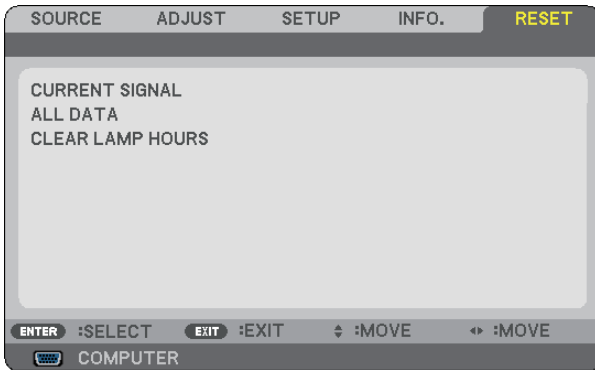 SOURCE ADJUST SETUP INFO. RESET
CURRENT SIGNAL
ALL DATA
CLEAR LAMP HOURS
ENTER :SELECT EXIT :EXIT :MOVE :MOVE
COMPUTER